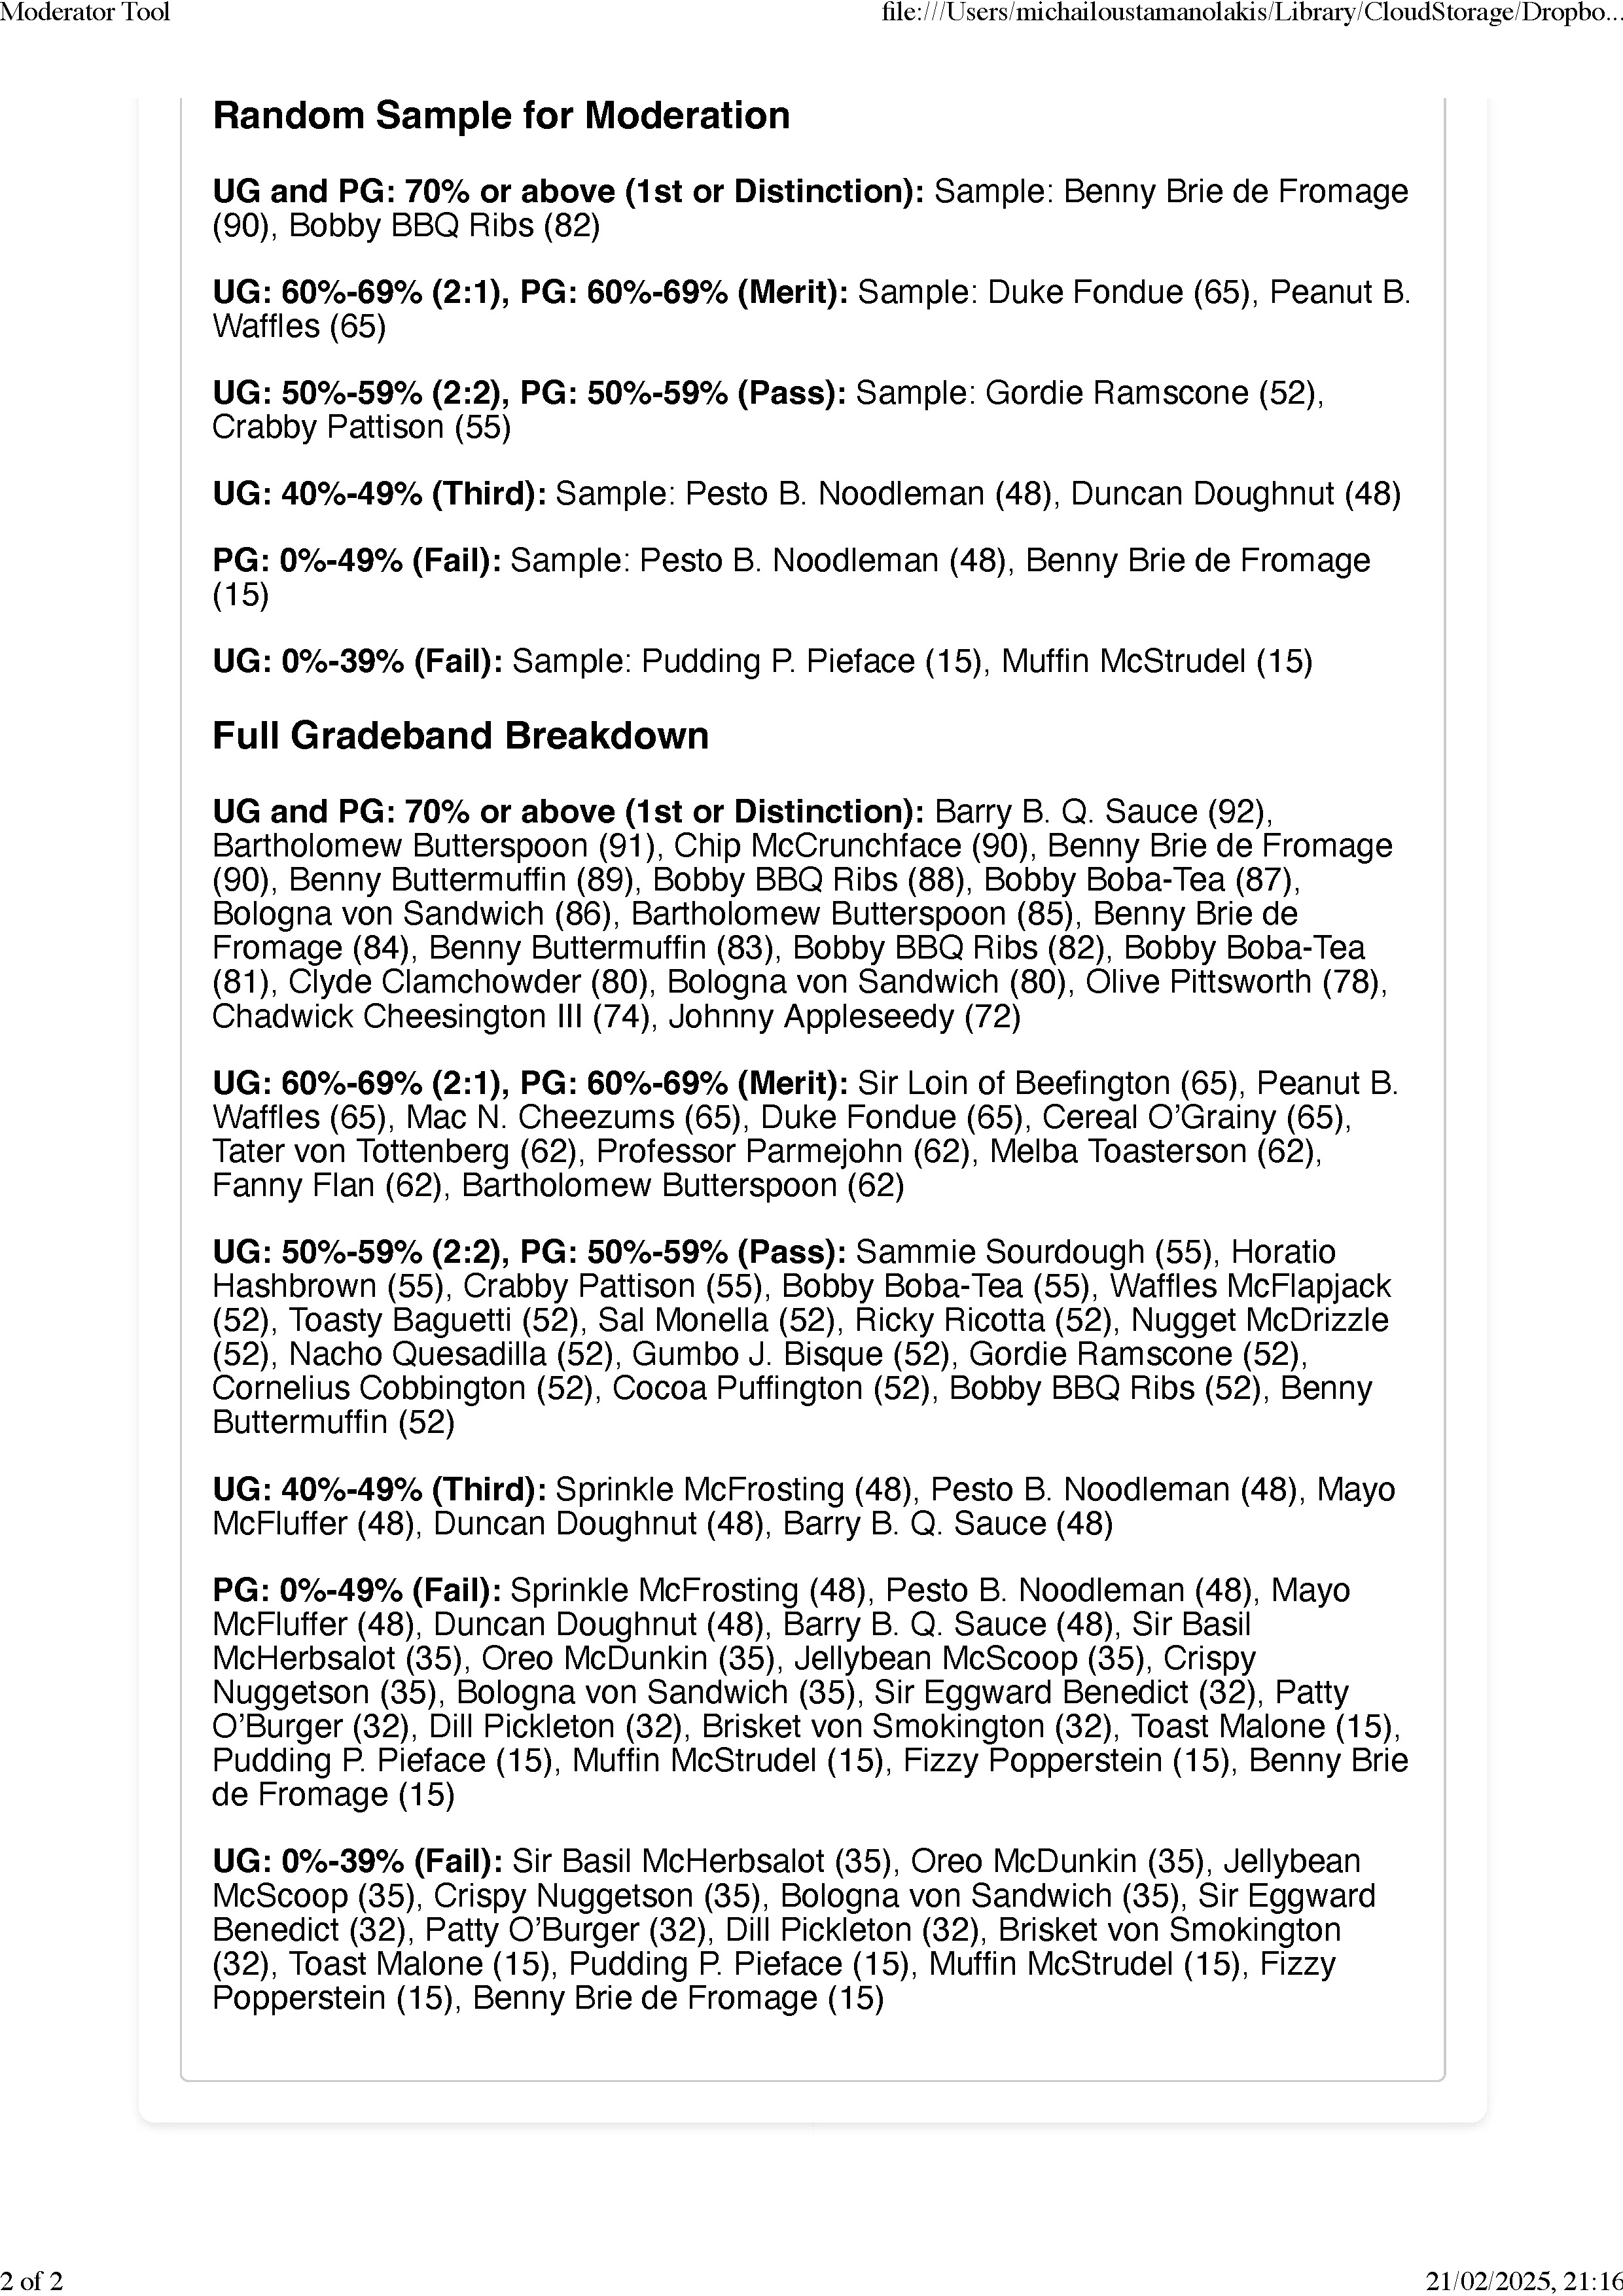 Moderator Tool
file:///Users/michailoustamanolakis/Library/CloudStorage/Dropbo...
Random Sample for Moderation
UG and PG: 70% or above (1st or Distinction): Sample: Benny Brie de Fromage
(90), Bobby BBQ Ribs (82)
UG: 60%-69% (2:1), PG: 60%-69% (Merit): Sample: Duke Fondue (65), Peanut B.
Waffles (65)
UG: 50%-59% (2:2), PG: 50%-59% (Pass): Sample: Gordie Ramscone (52),
Crabby Pattison (55)
UG: 40%-49% (Third): Sample: Pesto B. Noodleman (48), Duncan Doughnut (48)
PG: 0%-49% (Fail): Sample: Pesto B. Noodleman (48), Benny Brie de Fromage
(15)
UG: 0%-39% (Fail): Sample: Pudding P. Pieface (15), Muffin McStrudel (15)
Full Gradeband Breakdown
UG and PG: 70% or above (1st or Distinction): Barry B. Q. Sauce (92),
Bartholomew Butterspoon (91), Chip McCrunchface (90), Benny Brie de Fromage
(90), Benny Buttermuffin (89), Bobby BBQ Ribs (88), Bobby Boba-Tea (87),
Bologna von Sandwich (86), Bartholomew Butterspoon (85), Benny Brie de
Fromage (84), Benny Buttermuffin (83), Bobby BBQ Ribs (82), Bobby Boba-Tea
(81), Clyde Clamchowder (80), Bologna von Sandwich (80), Olive Pittsworth (78),
Chadwick Cheesington III (74), Johnny Appleseedy (72)
UG: 60%-69% (2:1), PG: 60%-69% (Merit): Sir Loin of Beefington (65), Peanut B.
Waffles (65), Mac N. Cheezums (65), Duke Fondue (65), Cereal O'Grainy (65),
Tater von Tottenberg (62), Professor Parmejohn (62), Melba Toasterson (62),
Fanny Flan (62), Bartholomew Butterspoon (62)
UG: 50%-59% (2:2), PG: 50%-59% (Pass): Sammie Sourdough (55), Horatio
Hashbrown (55), Crabby Pattison (55), Bobby Boba-Tea (55), Waffles McFlapjack
(52), Toasty Baguetti (52), Sal Monella (52), Ricky Ricotta (52), Nugget McDrizzle
(52), Nacho Quesadilla (52), Gumbo J. Bisque (52), Gordie Ramscone (52),
Cornelius Cobbington (52), Cocoa Puffington (52), Bobby BBQ Ribs (52), Benny
Buttermuffin (52)
UG: 40%-49% (Third): Sprinkle McFrosting (48), Pesto B. Noodleman (48), Mayo
McFluffer (48), Duncan Doughnut (48), Barry B. Q. Sauce (48)
PG: 0%-49% (Fail): Sprinkle McFrosting (48), Pesto B. Noodleman (48), Mayo
McFluffer (48), Duncan Doughnut (48), Barry B. Q. Sauce (48), Sir Basil
McHerbsalot (35), Oreo McDunkin (35), Jellybean McScoop (35), Crispy
Nuggetson (35), Bologna von Sandwich (35), Sir Eggward Benedict (32), Patty
O'Burger (32), Dill Pickleton (32), Brisket von Smokington (32), Toast Malone (15),
Pudding P. Pieface (15), Muffin McStrudel (15), Fizzy Popperstein (15), Benny Brie
de Fromage (15)
UG: 0%-39% (Fail): Sir Basil McHerbsalot (35), Oreo McDunkin (35), Jellybean
McScoop (35), Crispy Nuggetson (35), Bologna von Sandwich (35), Sir Eggward
Benedict (32), Patty O'Burger (32), Dill Pickleton (32), Brisket von Smokington
(32), Toast Malone (15), Pudding P. Pieface (15), Muffin McStrudel (15), Fizzy
Popperstein (15), Benny Brie de Fromage (15)
2 of 2
21/02/2025, 21:16